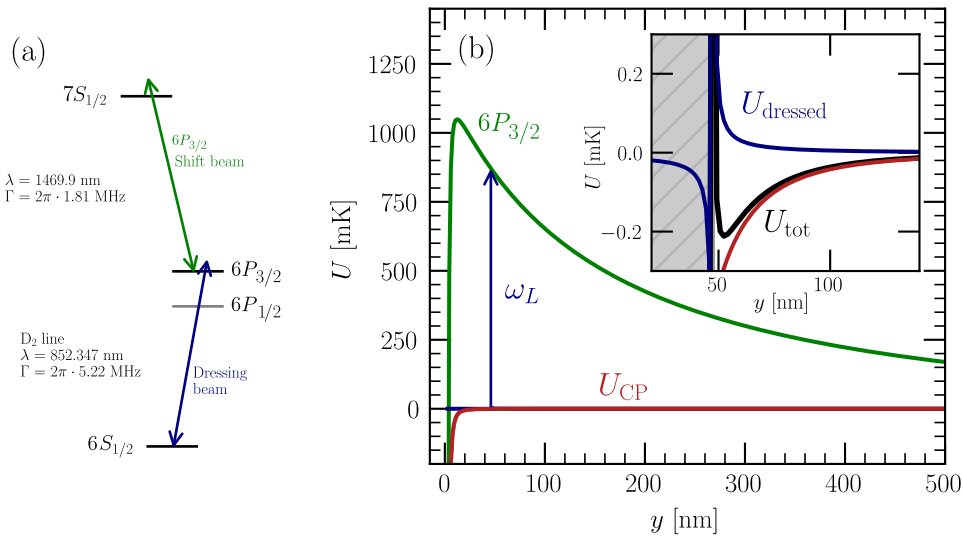 (a)
7S1/2
6P3/2
Shift beam
λ = 1469.9 nm
Γ = 2π · 1.81 MHz
6P3/2
6P1/2
D2 line
λ = 852.347 nm
Γ = 2π · 5.22 MHz
Dressing
beam
6S1/2
(b)
U [mK]
1250
1000
750
500
250
0
0
100
200
300
400
500
y [nm]
6P3/2
ωL
UCP
U [mK]
0.2
0.0
−0.2
50
100
y [nm]
Udressed
Utot